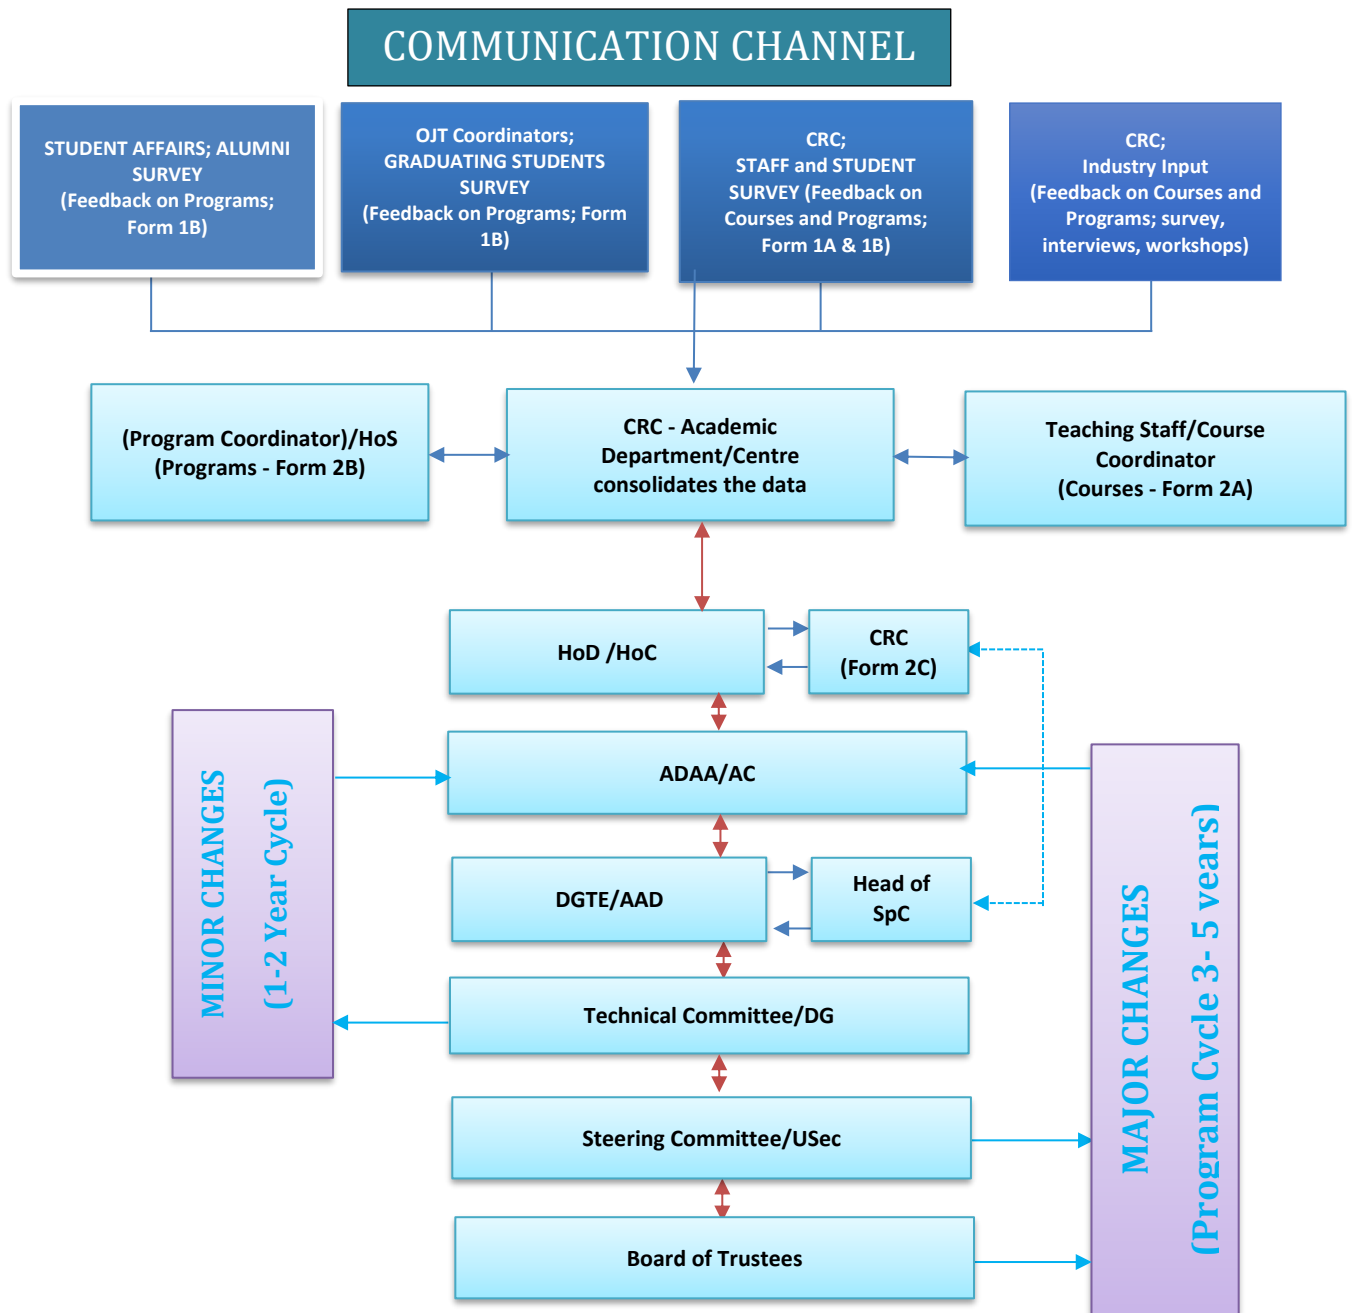 COMMUNICATION CHANNEL
STUDENT AFFAIRS; ALUMNI
SURVEY
(Feedback on Programs;
Form 1B)
OJT Coordinators;
GRADUATING STUDENTS
SURVEY
(Feedback on Programs; Form
1B)
CRC;
STAFF and STUDENT
SURVEY (Feedback on
Courses and Programs;
Form 1A & 1B)
CRC;
Industry Input
(Feedback on Courses and
Programs; survey,
interviews, workshops)
(Program Coordinator)/HoS
(Programs - Form 2B)
CRC - Academic
Department/Centre
consolidates the data
Teaching Staff/Course
Coordinator
(Courses - Form 2A)
HoD /HoC
CRC
(Form 2C)
MINOR CHANGES
(1-2 Year Cycle)
ADAA/AC
MAJOR CHANGES
(Program Cycle 3- 5 years)
DGTE/AAD
Head of
SpC
Technical Committee/DG
Steering Committee/USec
Board of Trustees